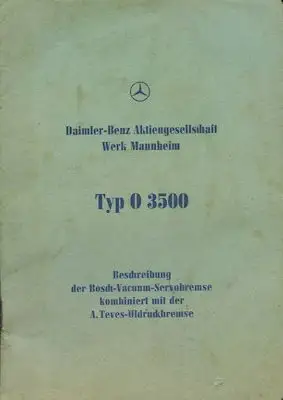 Daimler-Benz Aktiengesellschaft
Werk Mannheim
Typ O 3500
Beschreibung
der Bosch-Vacuum-Servobremse
kombiniert mit der
A. Teves-Öldruckbremse